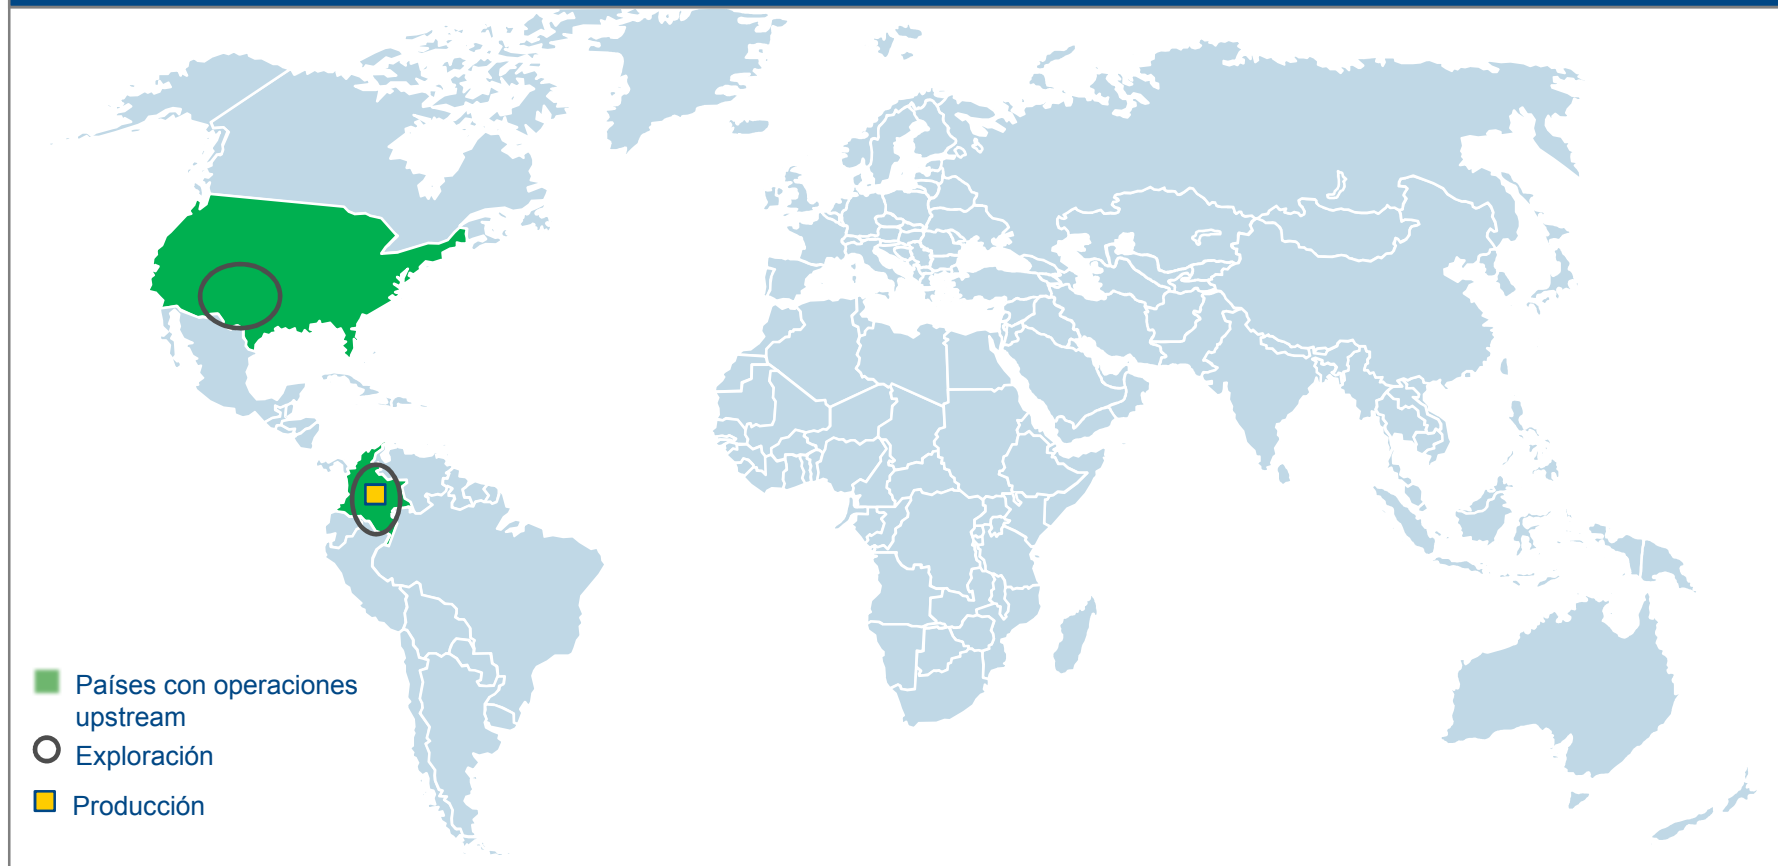 Países con operaciones
upstream
Exploración
Producción